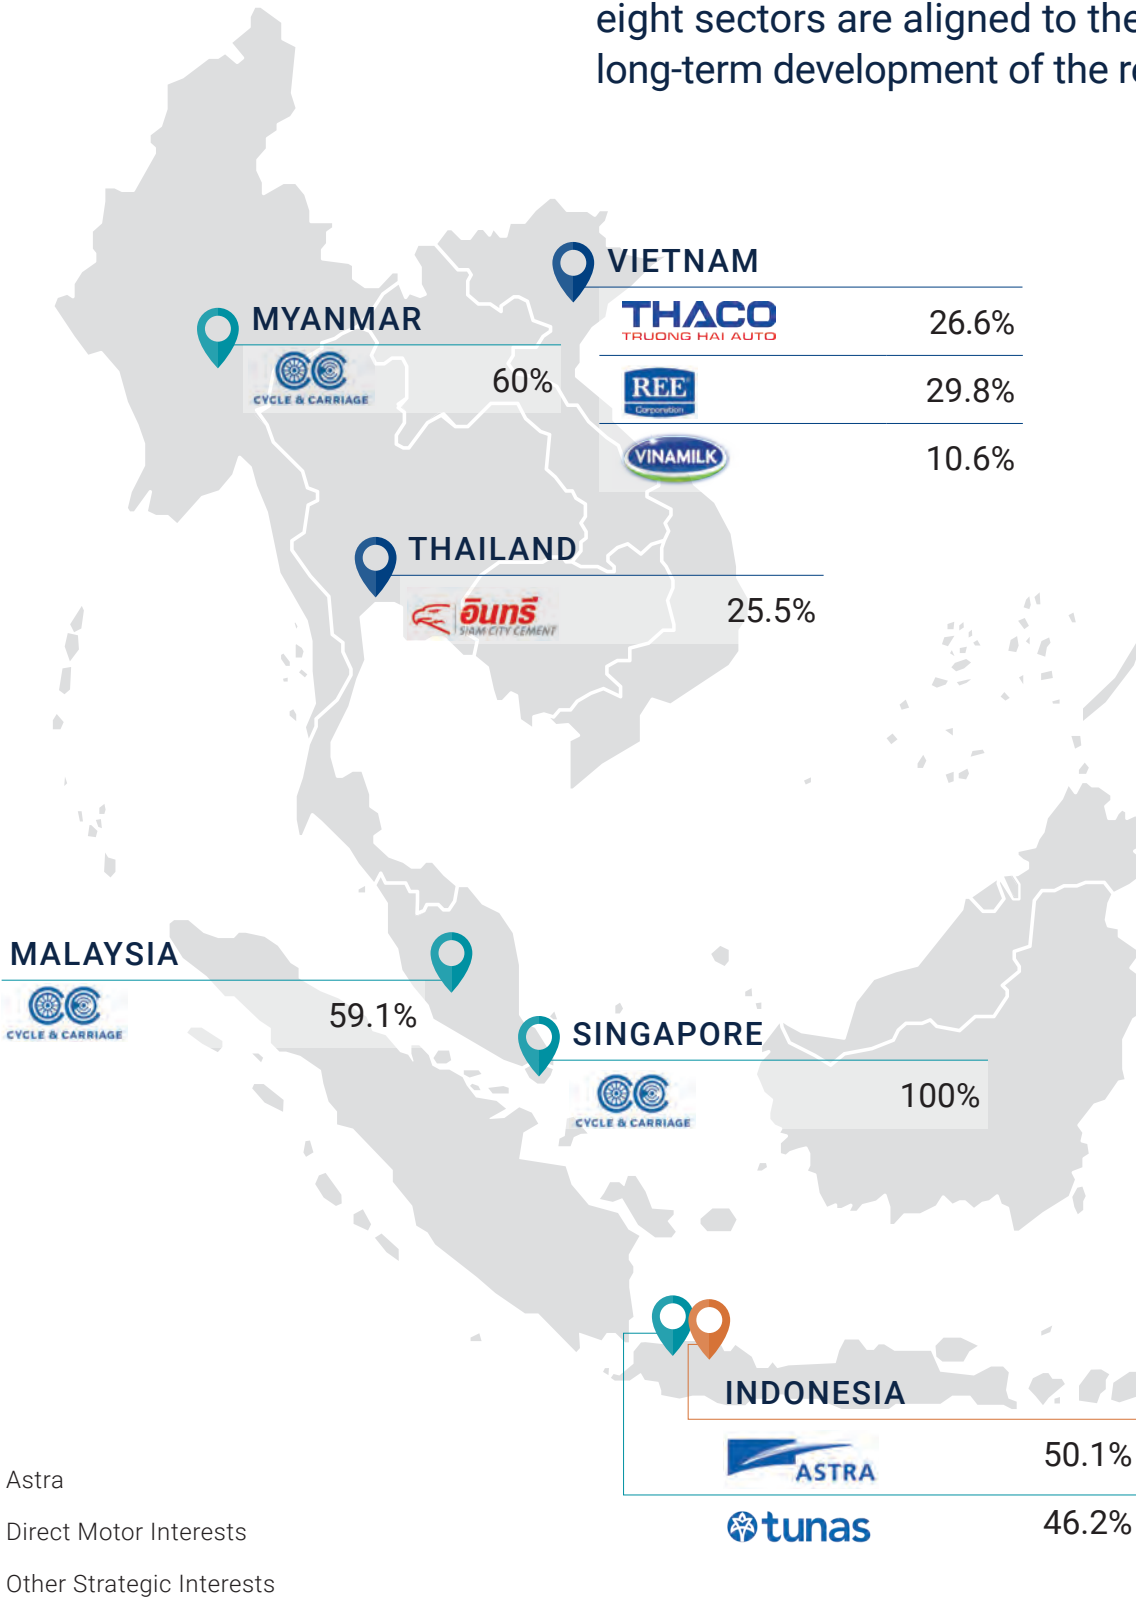 eight sectors are aligned to the
long-term development of the
VIETNAM
THACO
TRUONG HAI AUTO
26.6%
REE
Corporation
29.8%
VINAMILK
10.6%
MYANMAR
CYCLE & CARRIAGE
60%
THAILAND
อินทรี
SIAM CITY CEMENT
25.5%
MALAYSIA
CYCLE & CARRIAGE
59.1%
SINGAPORE
CYCLE & CARRIAGE
100%
INDONESIA
ASTRA
50.1%
tunas
46.2%
Astra
Direct Motor Interests
Other Strategic Interests